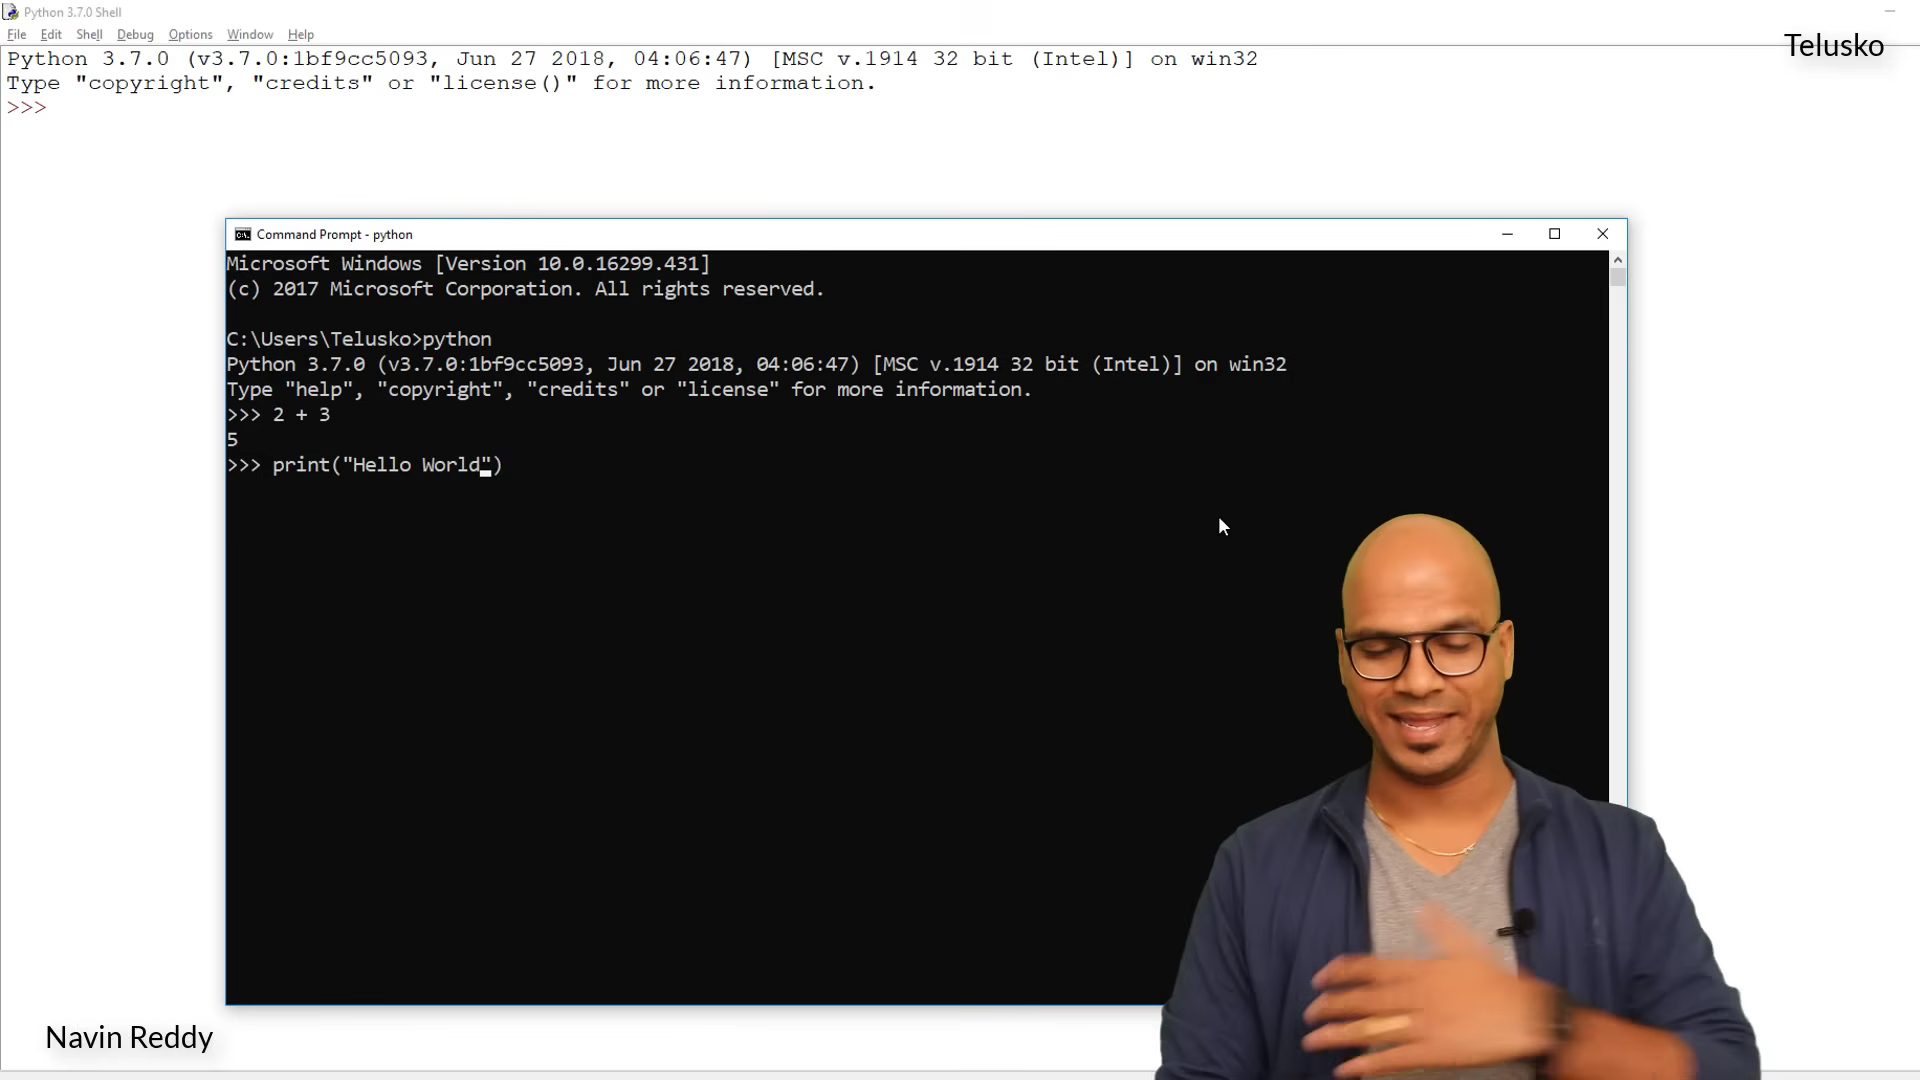 Python 3.7.0 Shell
File Edit Shell Debug Options Window Help
Python 3.7.0 (v3.7.0:1bf9cc5093, Jun 27 2018, 04:06:47) [MSC v.1914 32 bit (Intel)] on win32
Type "copyright", "credits" or "license()" for more information.
>>>
Telusko
Command Prompt - python
Microsoft Windows [Version 10.0.16299.431]
(c) 2017 Microsoft Corporation. All rights reserved.
C:\Users\Telusko>python
Python 3.7.0 (v3.7.0:1bf9cc5093, Jun 27 2018, 04:06:47) [MSC v.1914 32 bit (Intel)] on win32
Type "help", "copyright", "credits" or "license" for more information.
>>> 2 + 3
5
>>> print("Hello World")
Navin Reddy